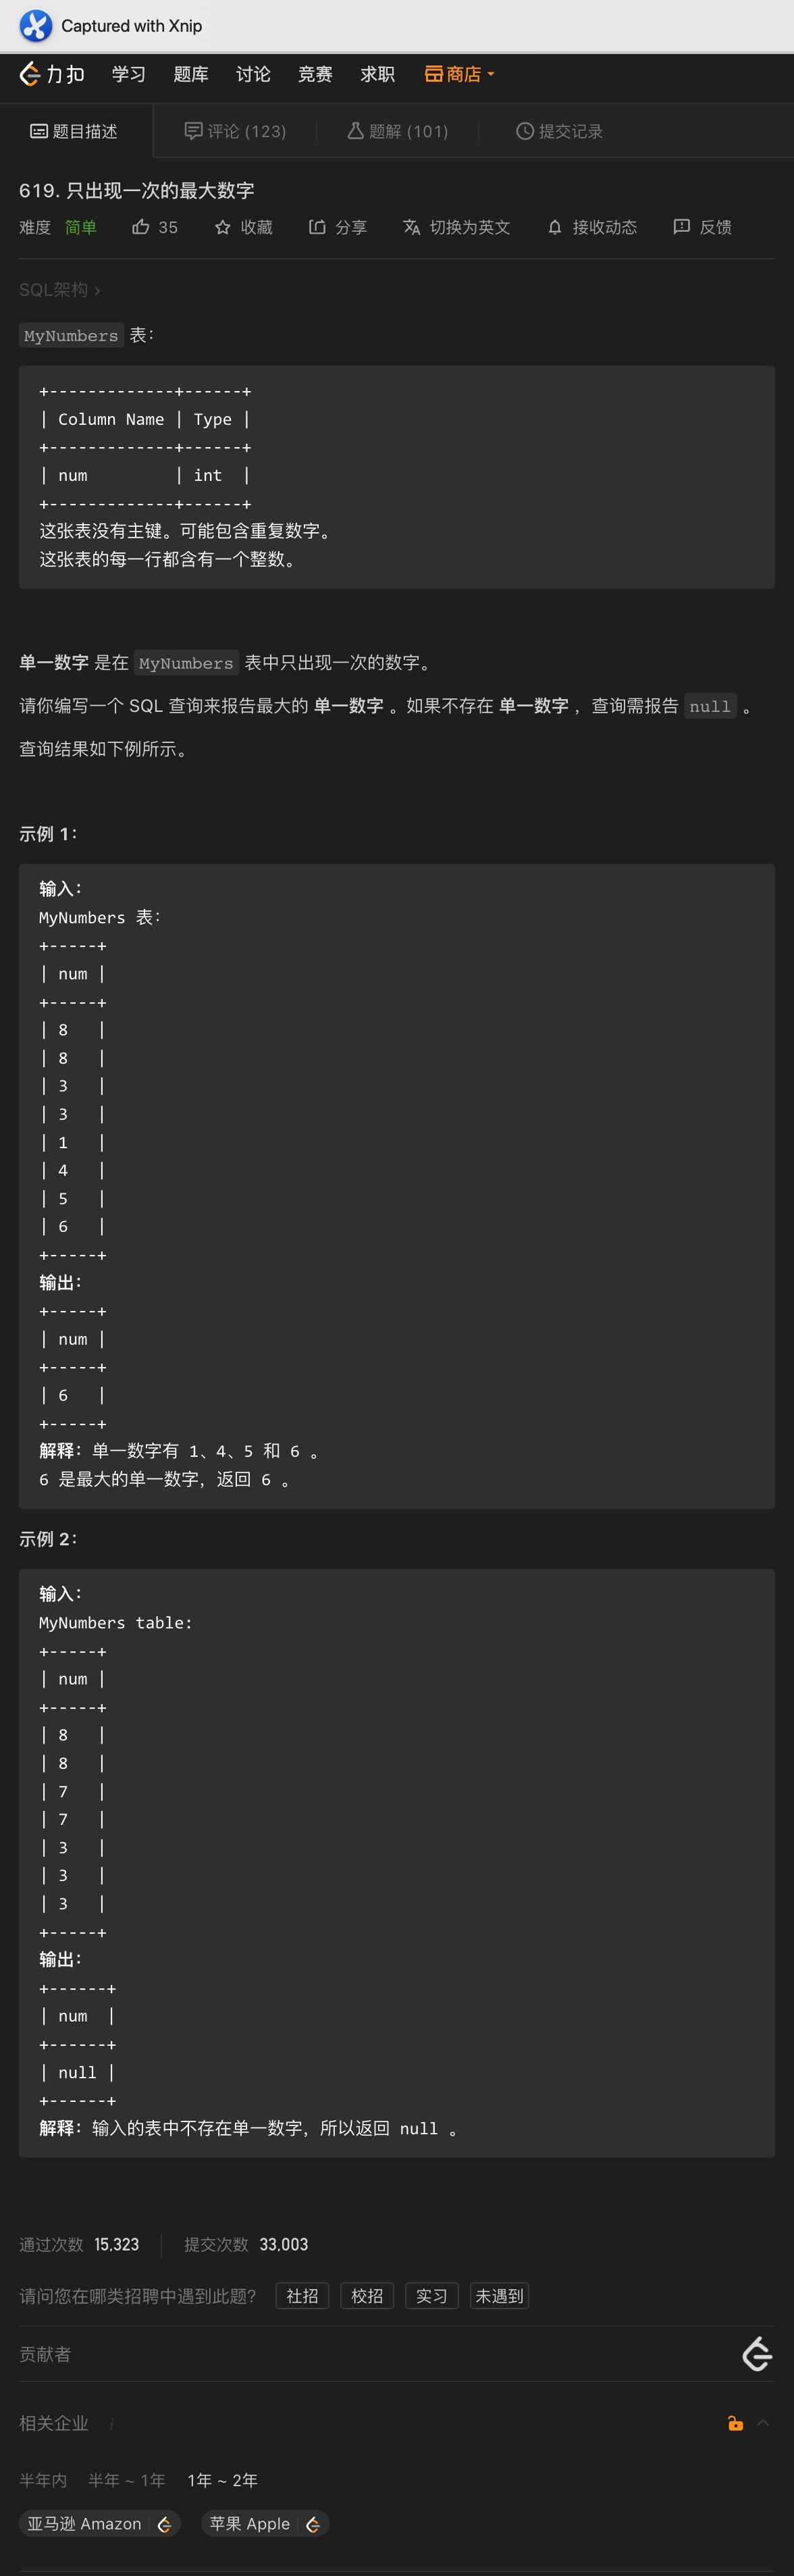 Captured with Xnip
力扣 学习 题库 讨论 竞赛 求职 商店
题目描述 评论 (123) 题解 (101) 提交记录
619. 只出现一次的最大数字
难度 简单 35 收藏 分享 切换为英文 接收动态 反馈
SQL架构 ›
MyNumbers 表：
+-------------+------+
| Column Name | Type |
+-------------+------+
| num         | int  |
+-------------+------+
这张表没有主键。可能包含重复数字。
这张表的每一行都含有一个整数。
单一数字 是在 MyNumbers 表中只出现一次的数字。
请你编写一个 SQL 查询来报告最大的 单一数字 。如果不存在 单一数字 ，查询需报告 null 。
查询结果如下例所示。
示例 1：
输入：
MyNumbers 表：
+-----+
| num |
+-----+
| 8   |
| 8   |
| 3   |
| 3   |
| 1   |
| 4   |
| 5   |
| 6   |
+-----+
输出：
+-----+
| num |
+-----+
| 6   |
+-----+
解释：单一数字有 1、4、5 和 6 。
6 是最大的单一数字，返回 6 。
示例 2：
输入：
MyNumbers table:
+-----+
| num |
+-----+
| 8   |
| 8   |
| 7   |
| 7   |
| 3   |
| 3   |
| 3   |
+-----+
输出：
+------+
| num  |
+------+
| null |
+------+
解释：输入的表中不存在单一数字，所以返回 null 。
通过次数 15,323 提交次数 33,003
请问您在哪类招聘中遇到此题？ 社招 校招 实习 未遇到
贡献者
相关企业 i
半年内 半年 ~ 1年 1年 ~ 2年
亚马逊 Amazon 苹果 Apple